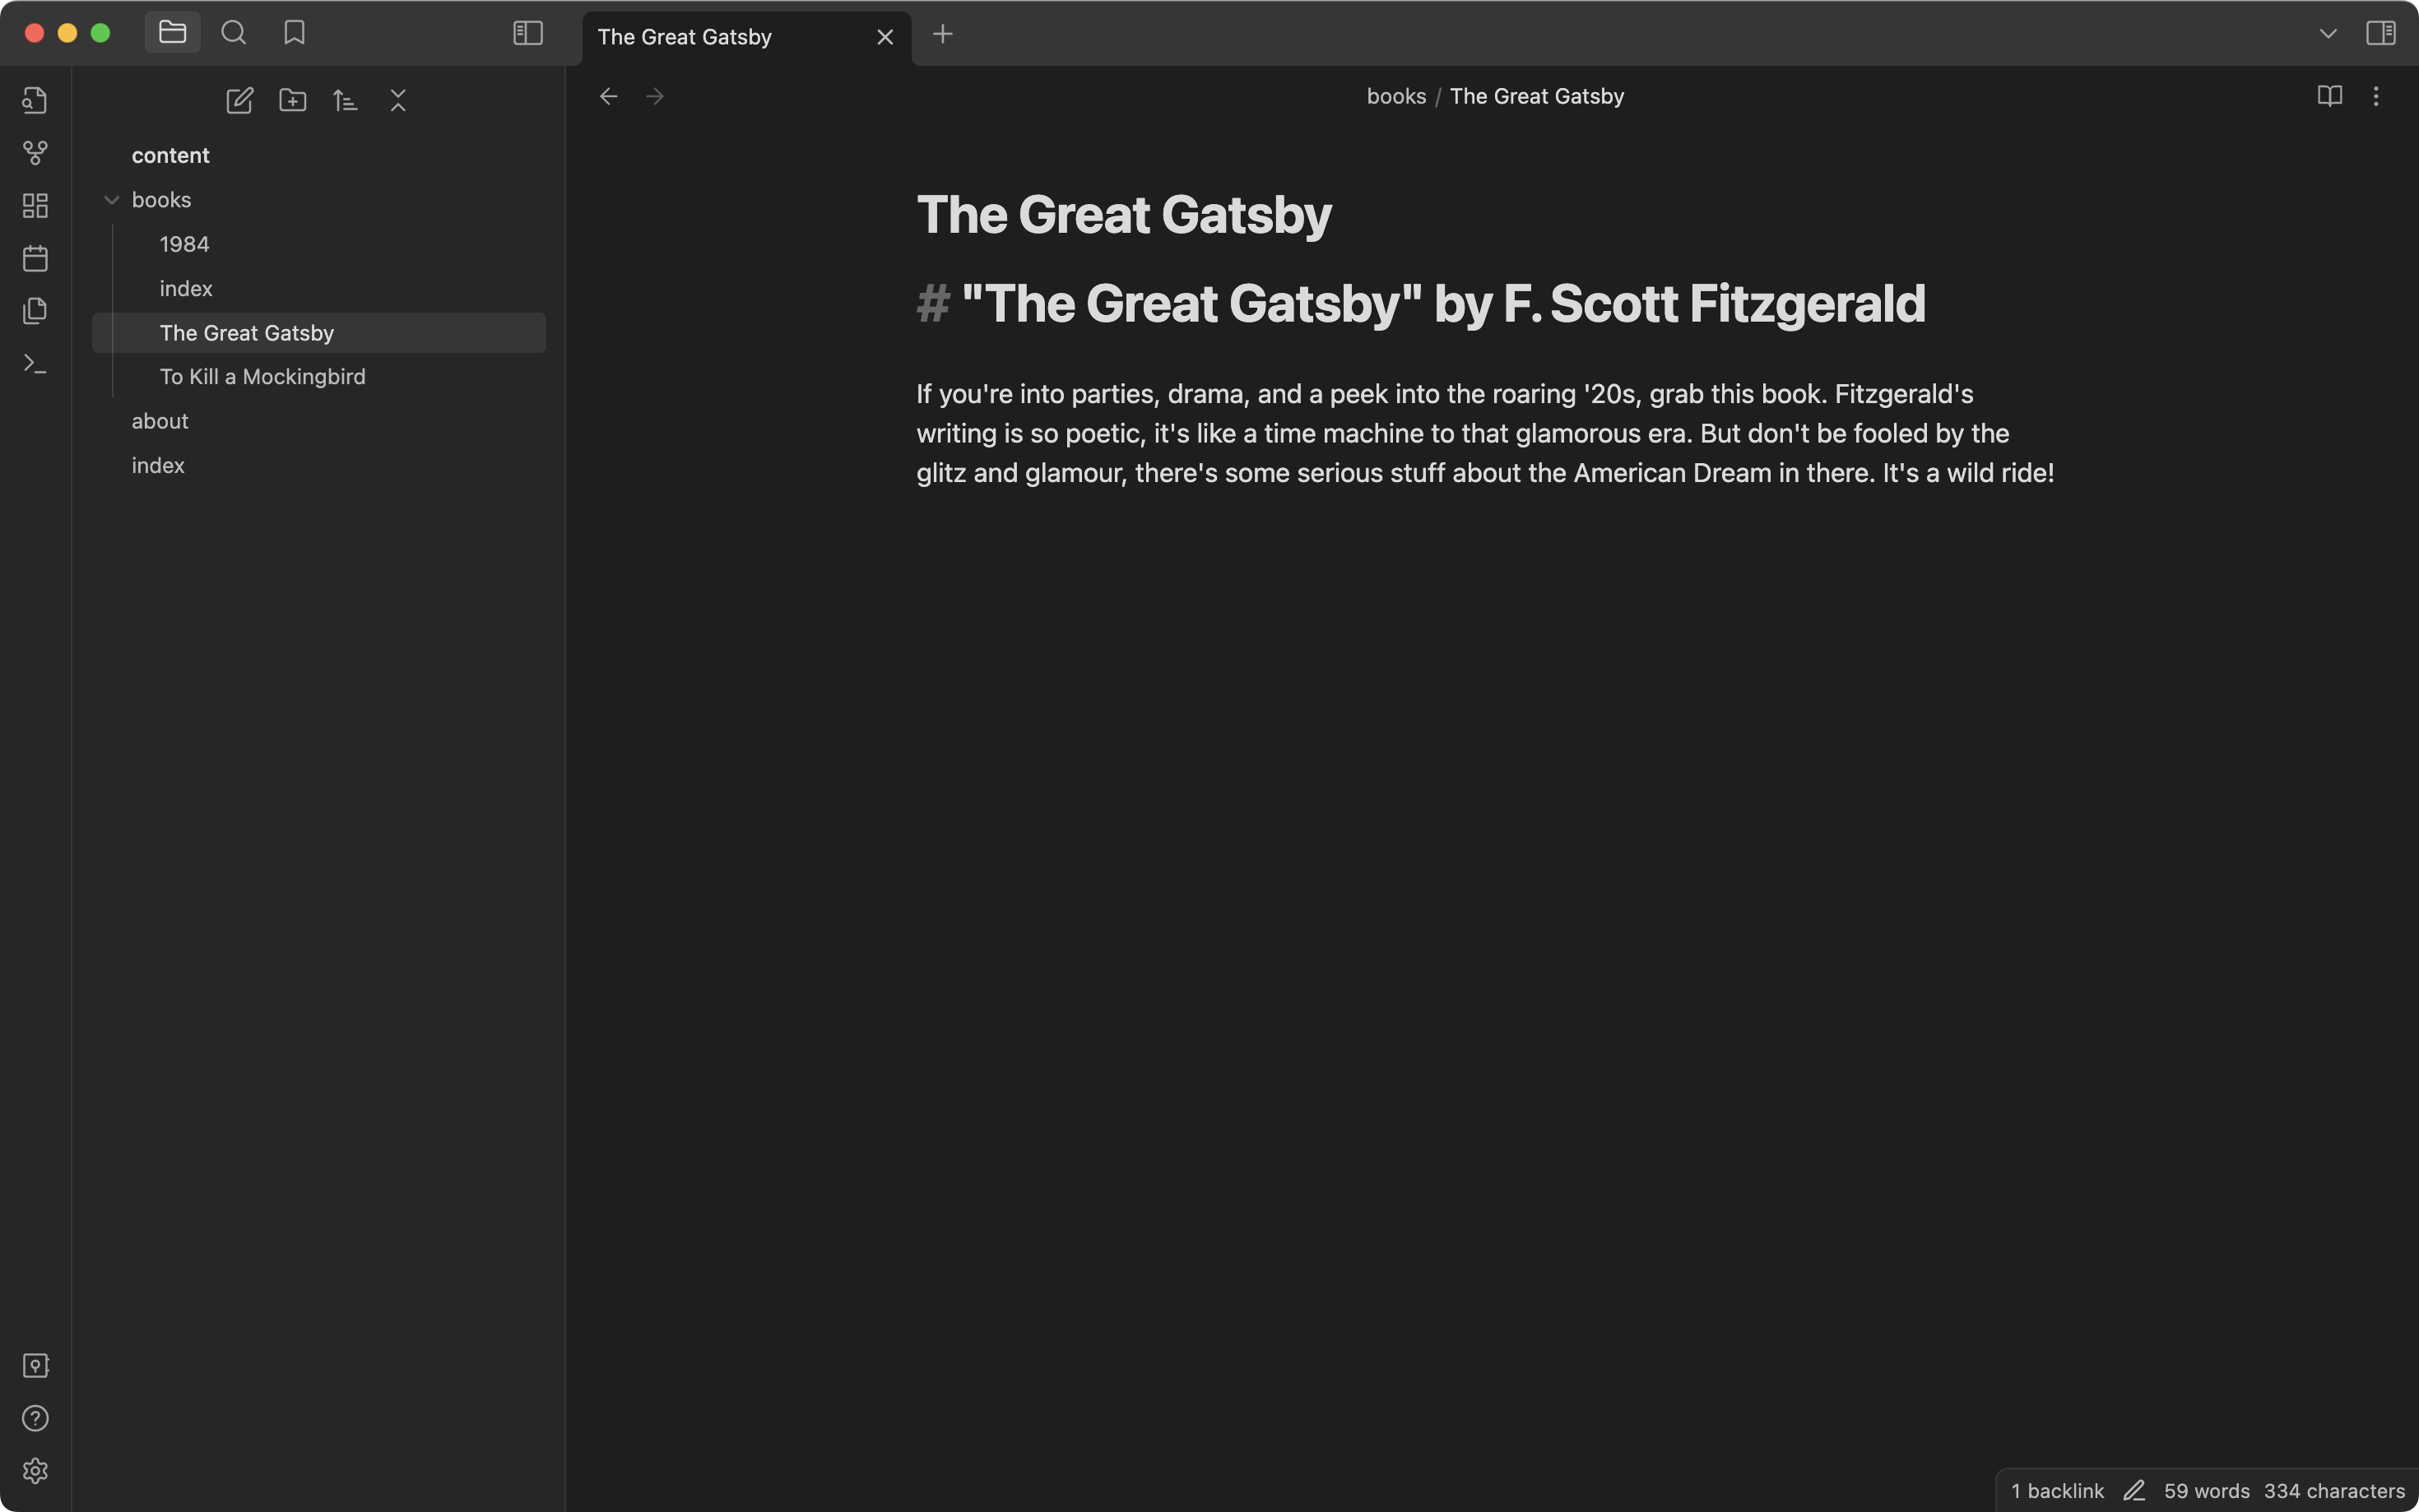 The Great Gatsby
content
books
1984
index
The Great Gatsby
To Kill a Mockingbird
about
index
books / The Great Gatsby
The Great Gatsby
# "The Great Gatsby" by F. Scott Fitzgerald
If you're into parties, drama, and a peek into the roaring '20s, grab this book. Fitzgerald's
writing is so poetic, it's like a time machine to that glamorous era. But don't be fooled by the
glitz and glamour, there's some serious stuff about the American Dream in there. It's a wild ride!
1 backlink 59 words 334 characters